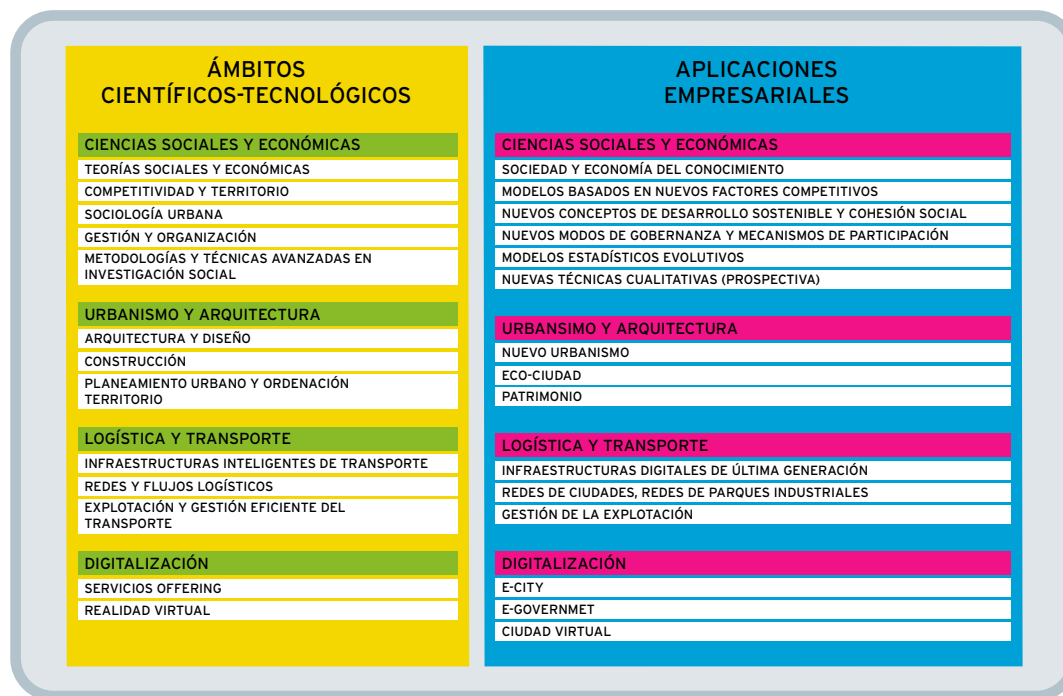 ÁMBITOS
CIENTÍFICOS-TECNOLÓGICOS
CIENCIAS SOCIALES Y ECONÓMICAS
TEORÍAS SOCIALES Y ECONÓMICAS
COMPETITIVIDAD Y TERRITORIO
SOCIOLOGÍA URBANA
GESTIÓN Y ORGANIZACIÓN
METODOLOGÍAS Y TÉCNICAS AVANZADAS EN
INVESTIGACIÓN SOCIAL
URBANISMO Y ARQUITECTURA
ARQUITECTURA Y DISEÑO
CONSTRUCCIÓN
PLANEAMIENTO URBANO Y ORDENACIÓN
TERRITORIO
LOGÍSTICA Y TRANSPORTE
INFRAESTRUCTURAS INTELIGENTES DE TRANSPORTE
REDES Y FLUJOS LOGÍSTICOS
EXPLOTACIÓN Y GESTIÓN EFICIENTE DEL
TRANSPORTE
DIGITALIZACIÓN
SERVICIOS OFFERING
REALIDAD VIRTUAL
APLICACIONES
EMPRESARIALES
CIENCIAS SOCIALES Y ECONÓMICAS
SOCIEDAD Y ECONOMÍA DEL CONOCIMIENTO
MODELOS BASADOS EN NUEVOS FACTORES COMPETITIVOS
NUEVOS CONCEPTOS DE DESARROLLO SOSTENIBLE Y COHESIÓN SOCIAL
NUEVOS MODOS DE GOBERNANZA Y MECANISMOS DE PARTICIPACIÓN
MODELOS ESTADÍSTICOS EVOLUTIVOS
NUEVAS TÉCNICAS CUALITATIVAS (PROSPECTIVA)
URBANSIMO Y ARQUITECTURA
NUEVO URBANISMO
ECO-CIUDAD
PATRIMONIO
LOGÍSTICA Y TRANSPORTE
INFRAESTRUCTURAS DIGITALES DE ÚLTIMA GENERACIÓN
REDES DE CIUDADES, REDES DE PARQUES INDUSTRIALES
GESTIÓN DE LA EXPLOTACIÓN
DIGITALIZACIÓN
E-CITY
E-GOVERNMET
CIUDAD VIRTUAL